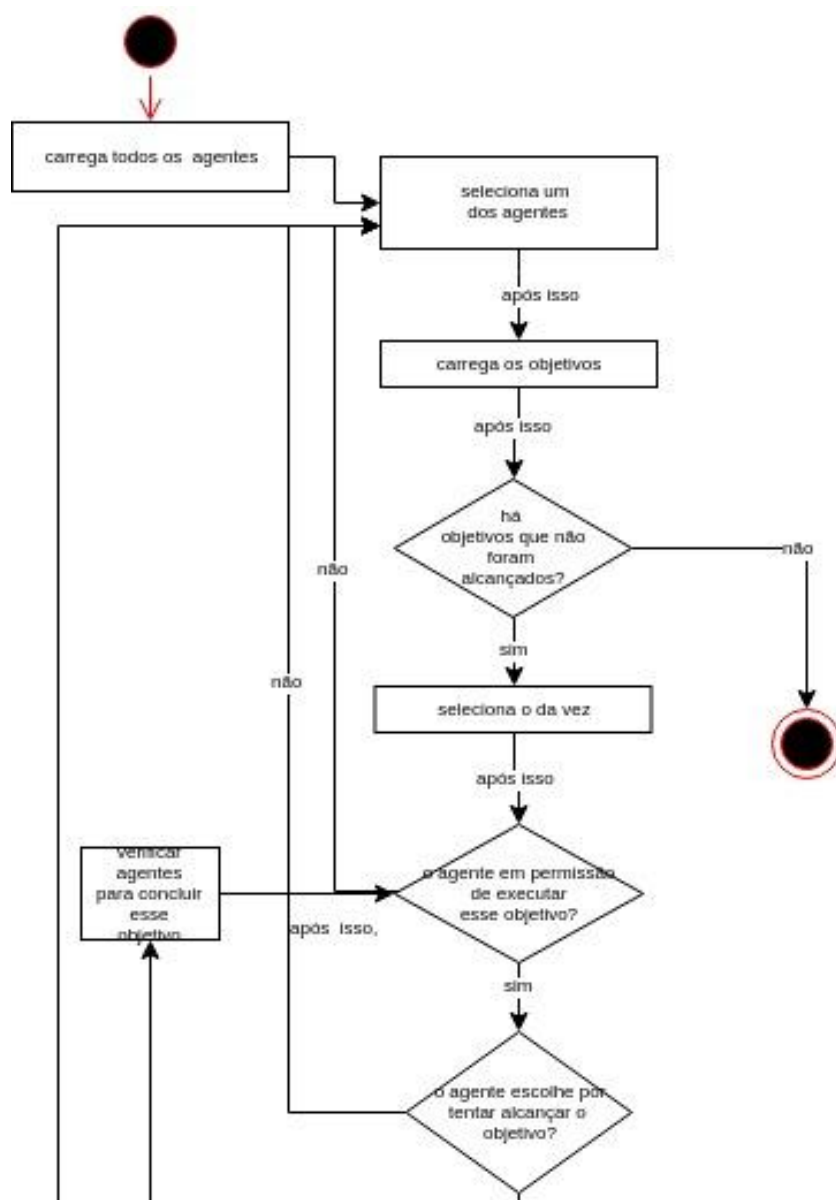 carrega todos os  agentes
seleciona um
dos agentes
após isso
carrega os objetivos
após isso
há
objetivos que não
foram
alcançados?
não
não
sim
não
seleciona o da vez
após isso
verificar
agentes
para concluir
esse
objetivo
o agente em permissão
de executar
esse objetivo?
após  isso,
sim
o agente escolhe por
tentar alcançar o
objetivo?